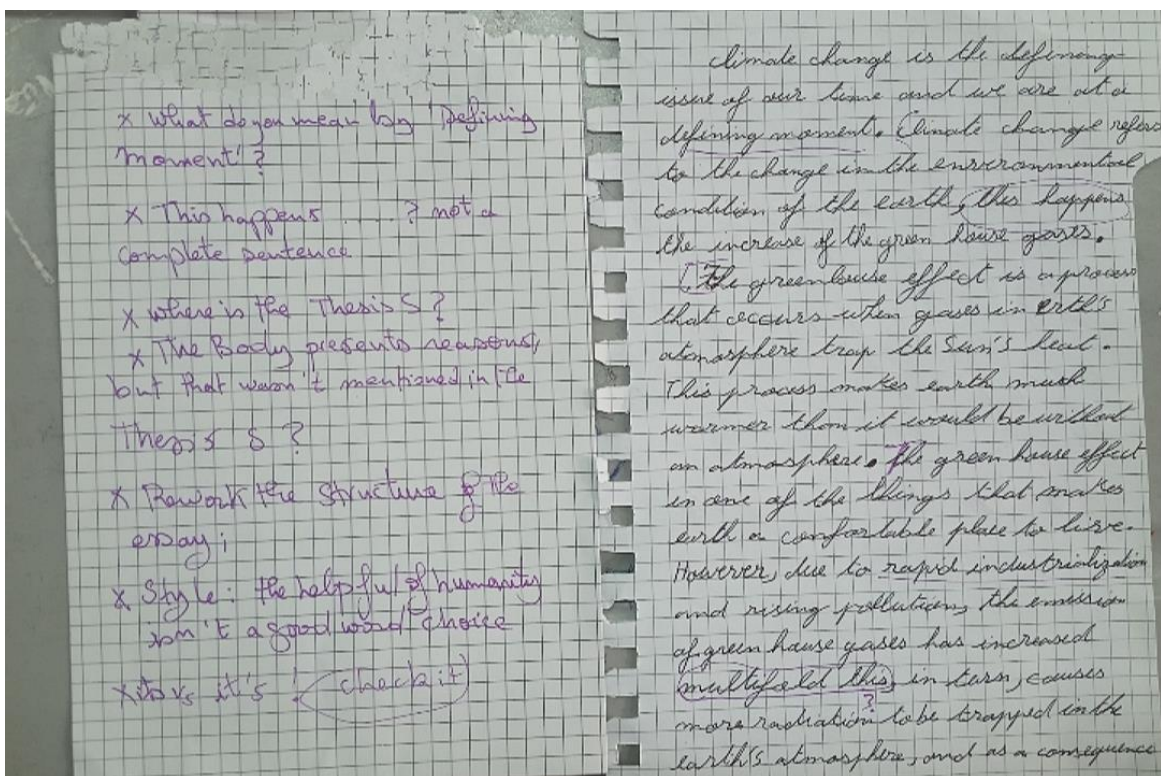 x What do you mean by 'Defining
moment'?
x This happens ......? not a
complete sentence
x where is the Thesis S?
x The Body presents reasons,
but that wasn't mentioned in the
Thesis S?
x Rework the structure of the
essay;
x Style: the helpful of humanity
isn't a good word choice
x its vs it's! check it
climate change is the defining
issue of our time and we are at a
defining moment. Climate change refers
to the change in the environmental
condition of the earth, this happens
the increase of the green house gases.
[The greenhouse effect is a process
that occurs when gases in erth's
atmosphere trap the Sun's heat.
This process makes earth much
warmer than it would be without
an atmosphere. The green house effect
in one of the things that makes
earth a comfortable place to live.
However, due to rapid industrialization
and rising pollution, the emission
of green house gases has increased
multifold this, in turn, causes
?
more radiation to be trapped in the
earth's atmosphere, and as a consequence